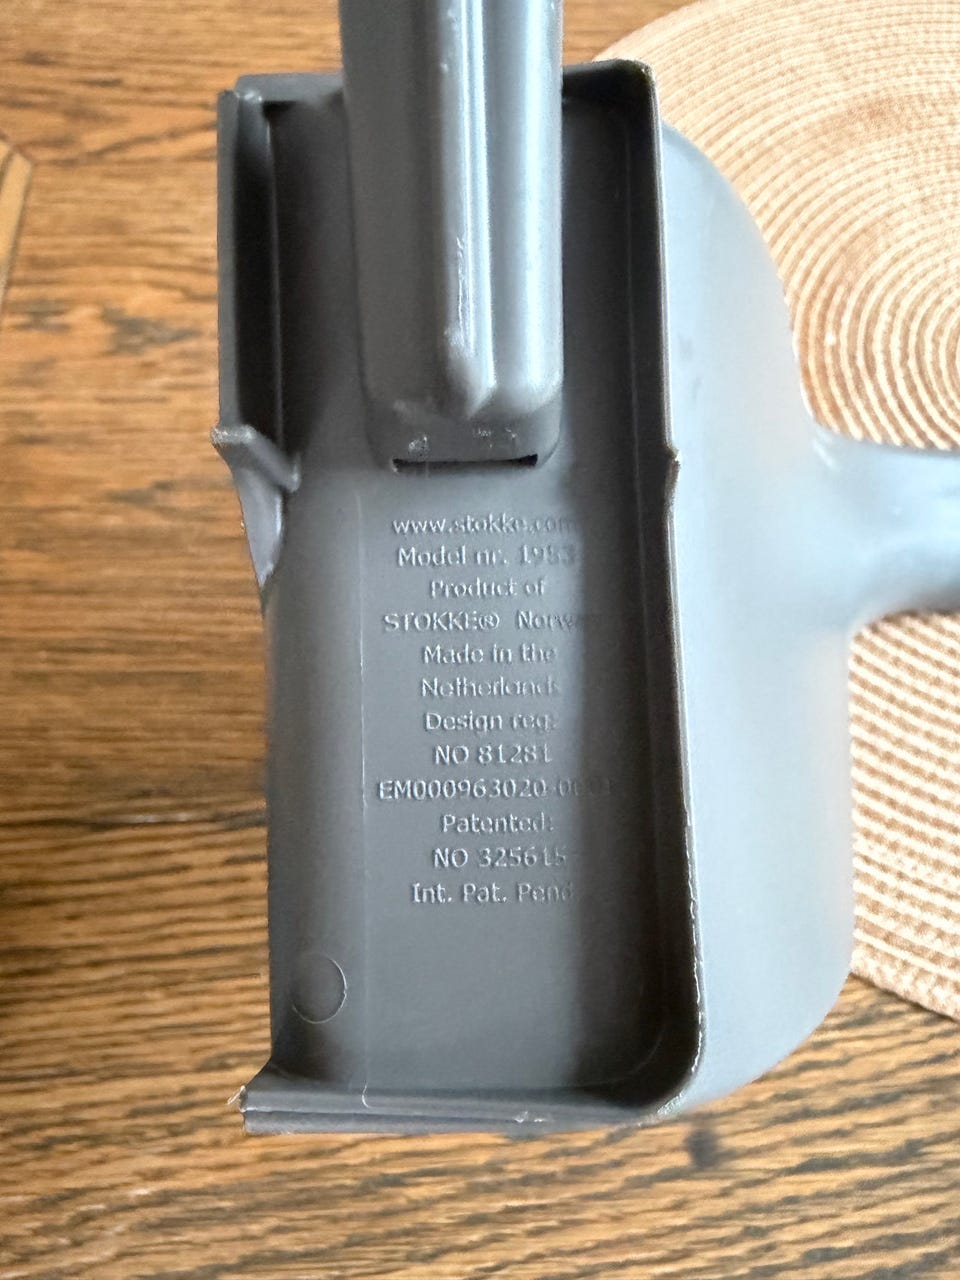 www.stokke.com
Model nr.
Product of
STOKKE® Norway
Made in the
Netherlands
Design reg:
NO 81281
EM000963020-0001
Patented:
NO 325615
Int. Pat. Pend.